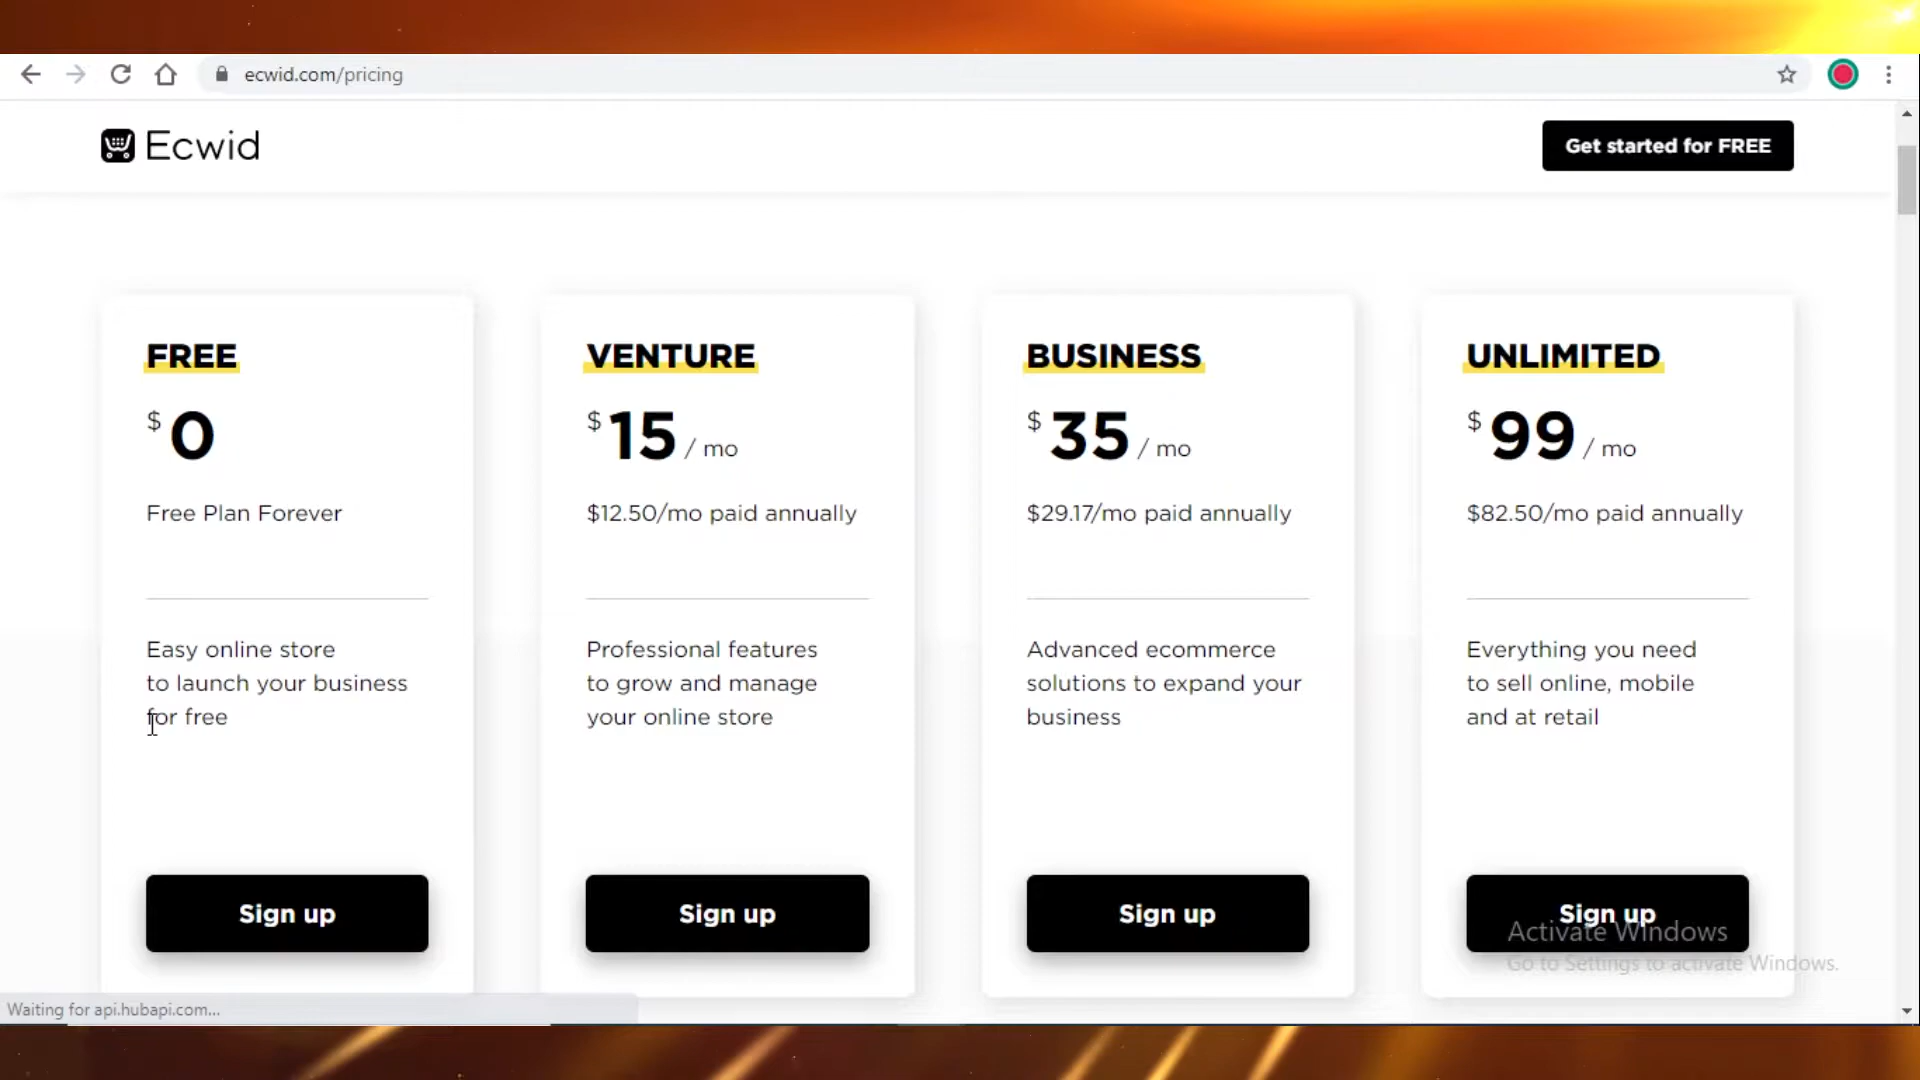 ecwid.com/pricing
Ecwid
Get started for FREE
FREE
$ 0
Free Plan Forever
Easy online store
to launch your business
for free
Sign up
VENTURE
$ 15 / mo
$12.50/mo paid annually
Professional features
to grow and manage
your online store
Sign up
BUSINESS
$ 35 / mo
$29.17/mo paid annually
Advanced ecommerce
solutions to expand your
business
Sign up
UNLIMITED
$ 99 / mo
$82.50/mo paid annually
Everything you need
to sell online, mobile
and at retail
Sign up
Activate Windows
Go to Settings to activate Windows.
Waiting for api.hubapi.com...